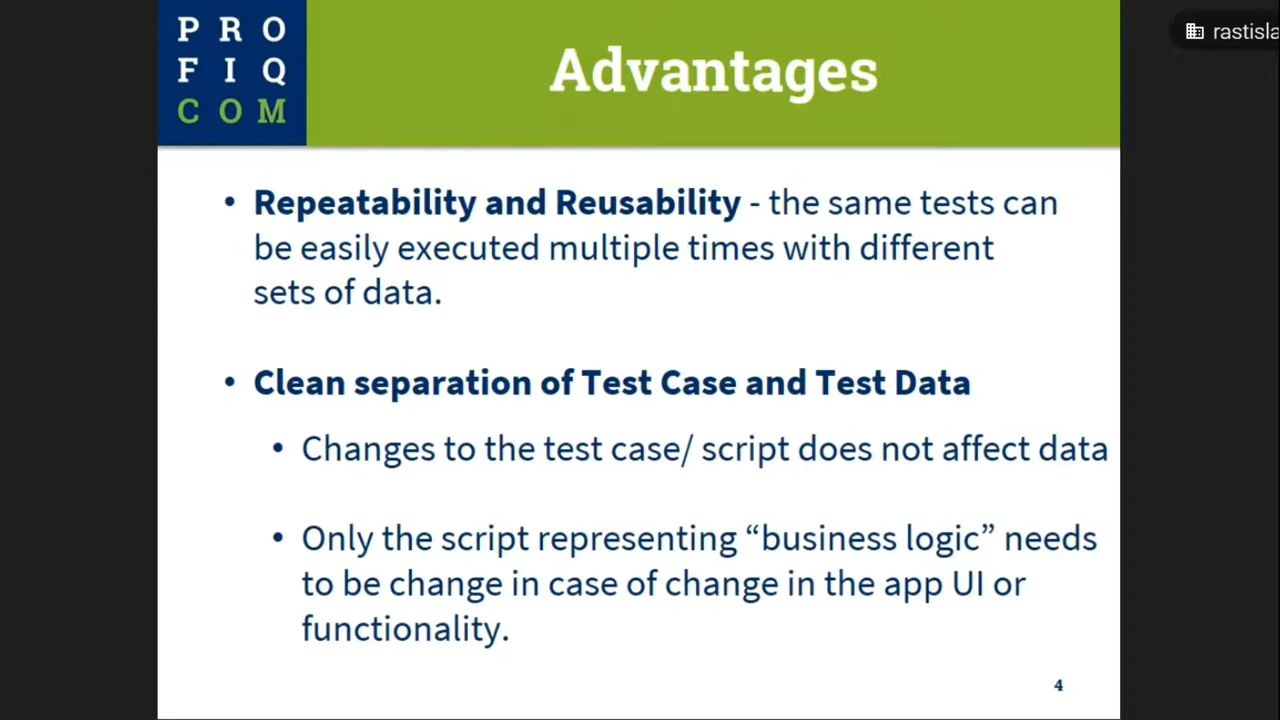 P R O
F I Q
C O M
Advantages
rastisla
• Repeatability and Reusability - the same tests can
be easily executed multiple times with different
sets of data.
• Clean separation of Test Case and Test Data
• Changes to the test case/ script does not affect data
• Only the script representing “business logic” needs
to be change in case of change in the app UI or
functionality.
4